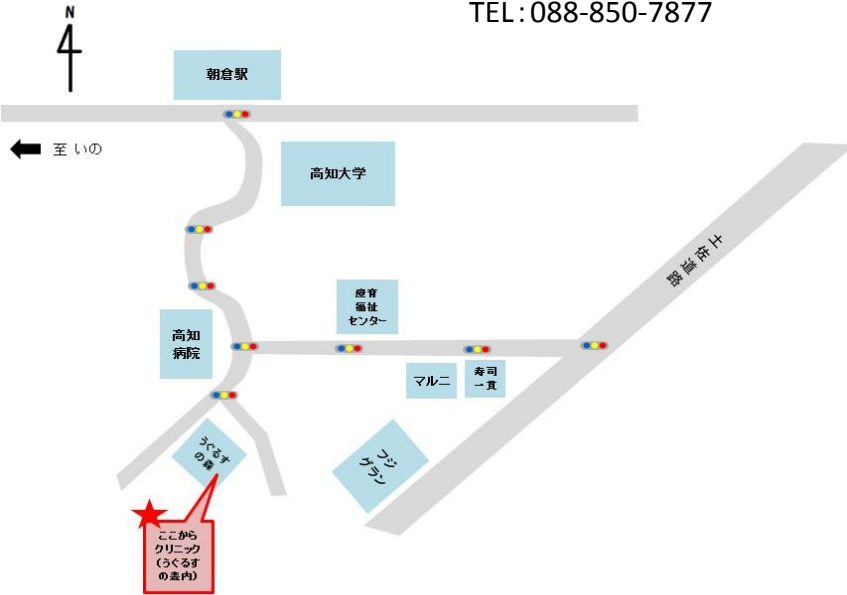 TEL:088-850-7877
N
朝倉駅
至 いの
高知大学
土佐道路
療育
福祉
センター
高知
病院
マルニ
寿司
一貫
うぐるす
の森
フジ
グラン
ここから
クリニック
(うぐるす
の森内)